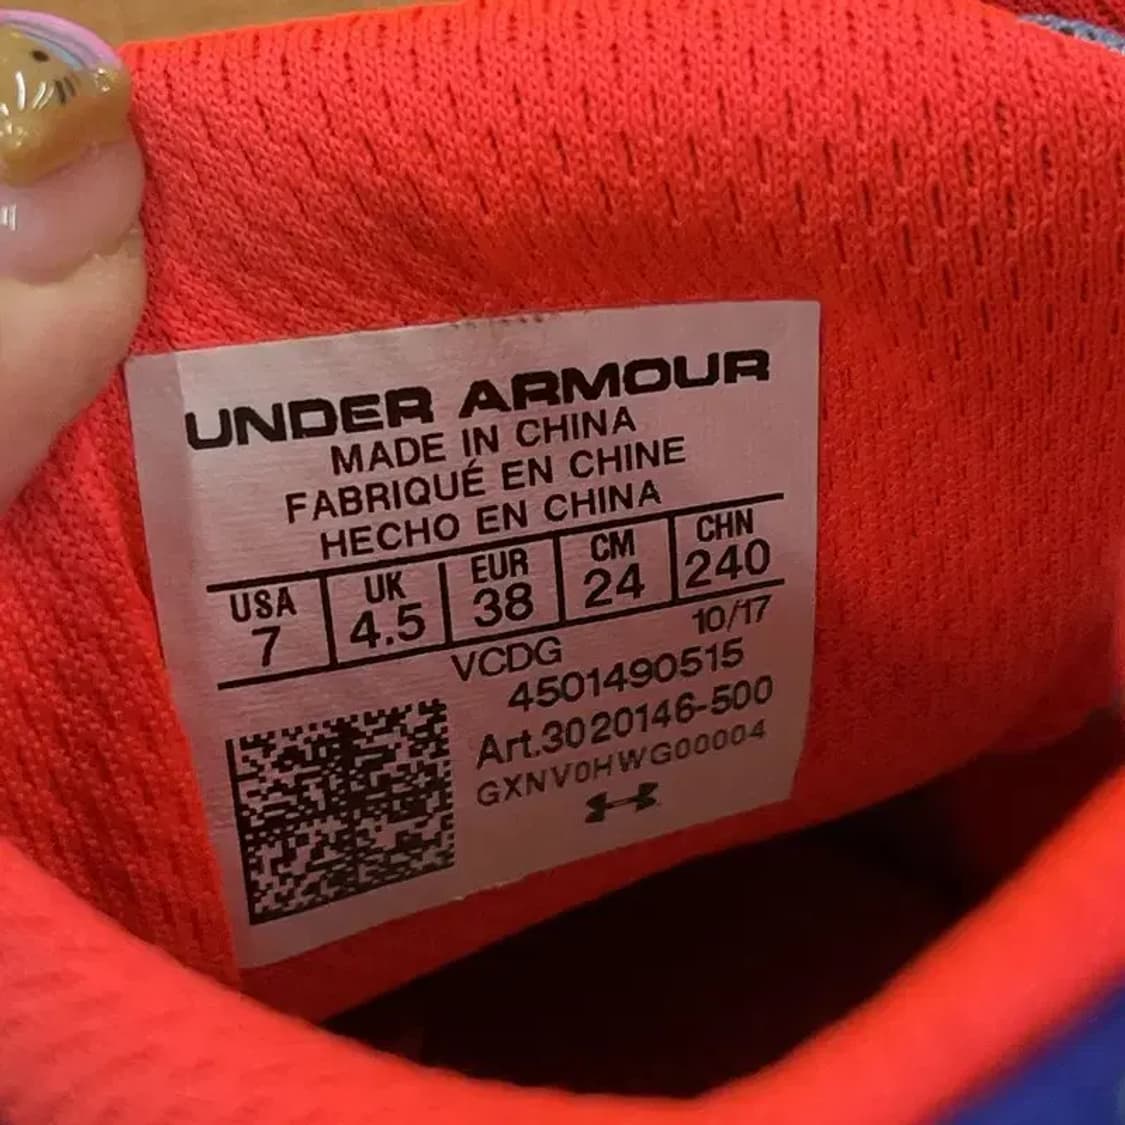 UNDER ARMOUR
MADE IN CHINA
FABRIQUÉ EN CHINE
HECHO EN CHINA
USA UK EUR CM CHN
7 4.5 38 24 240
VCDG 10/17
4501490515
Art.3020146-500
GXNV0HWG00004